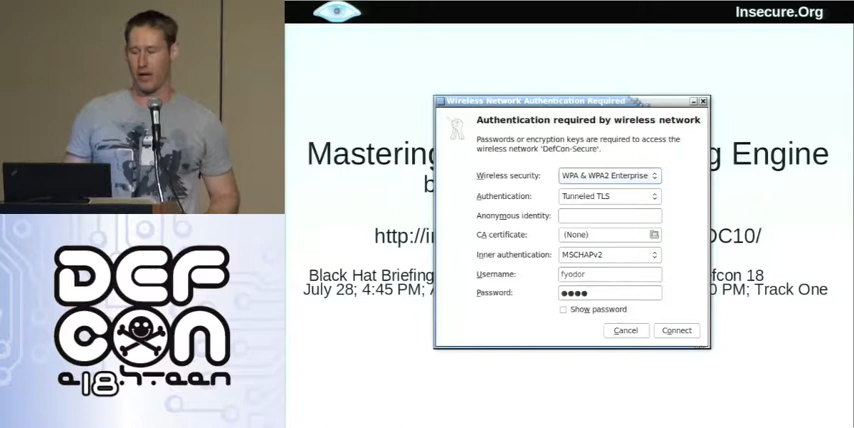 Insecure.Org
Wireless Network Authentication Required
Authentication required by wireless network
Passwords or encryption keys are required to access the
wireless network 'DefCon-Secure'.
Mastering
g Engine
Wireless security: WPA & WPA2 Enterprise
Authentication: Tunneled TLS
Anonymous identity:
http://i
DC10/
CA certificate: (None)
Inner authentication: MSCHAPv2
Black Hat Briefing
efcon 18
Username: fyodor
July 28; 4:45 PM;
0 PM; Track One
Password: ●●●●
Show password
Cancel Connect
DEF
CON
e18hteen